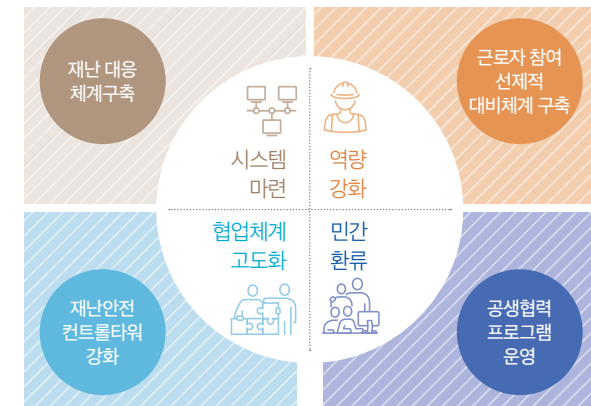 재난 대응
체계구축
근로자 참여
선제적
대비체계 구축
시스템
마련
역량
강화
협업체계
고도화
민간
환류
재난안전
컨트롤타워
강화
공생협력
프로그램
운영